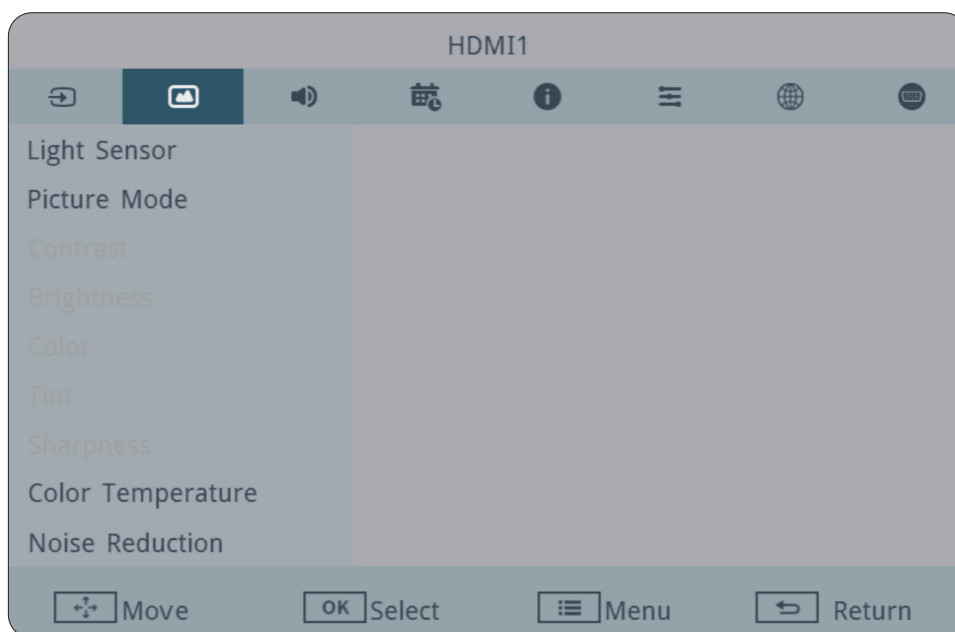 HDMI1
Light Sensor
Picture Mode
Contrast
Brightness
Color
Tint
Sharpness
Color Temperature
Noise Reduction
Move OK Select Menu Return